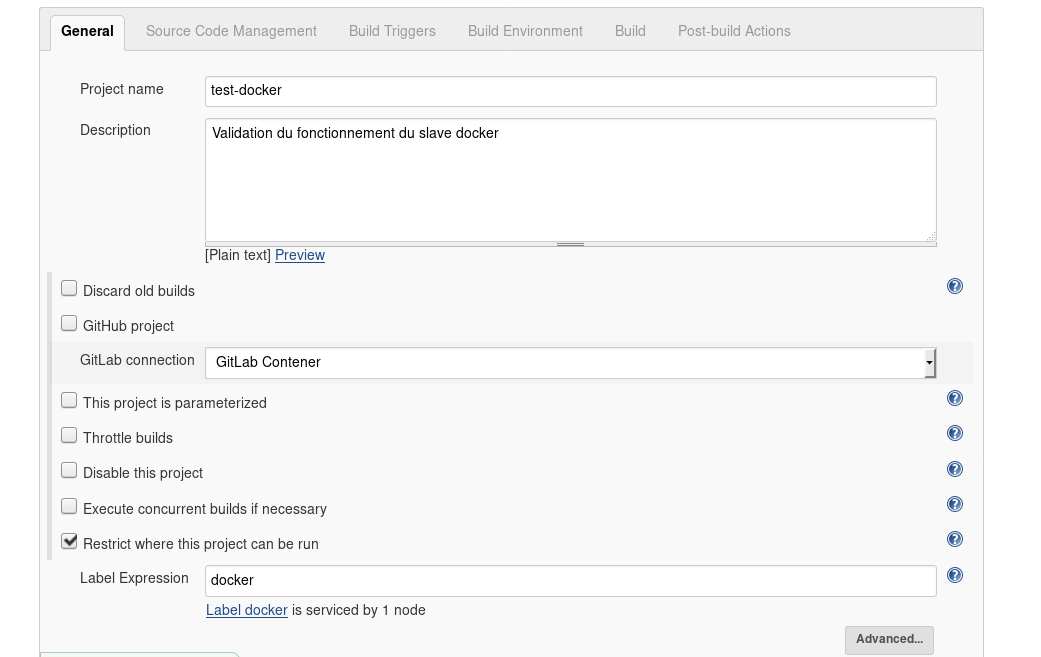 General Source Code Management Build Triggers Build Environment Build Post-build Actions
Project name test-docker
Description Validation du fonctionnement du slave docker
[Plain text] Preview
Discard old builds
GitHub project
GitLab connection GitLab Contener
This project is parameterized
Throttle builds
Disable this project
Execute concurrent builds if necessary
Restrict where this project can be run
Label Expression docker
Label docker is serviced by 1 node
Advanced...